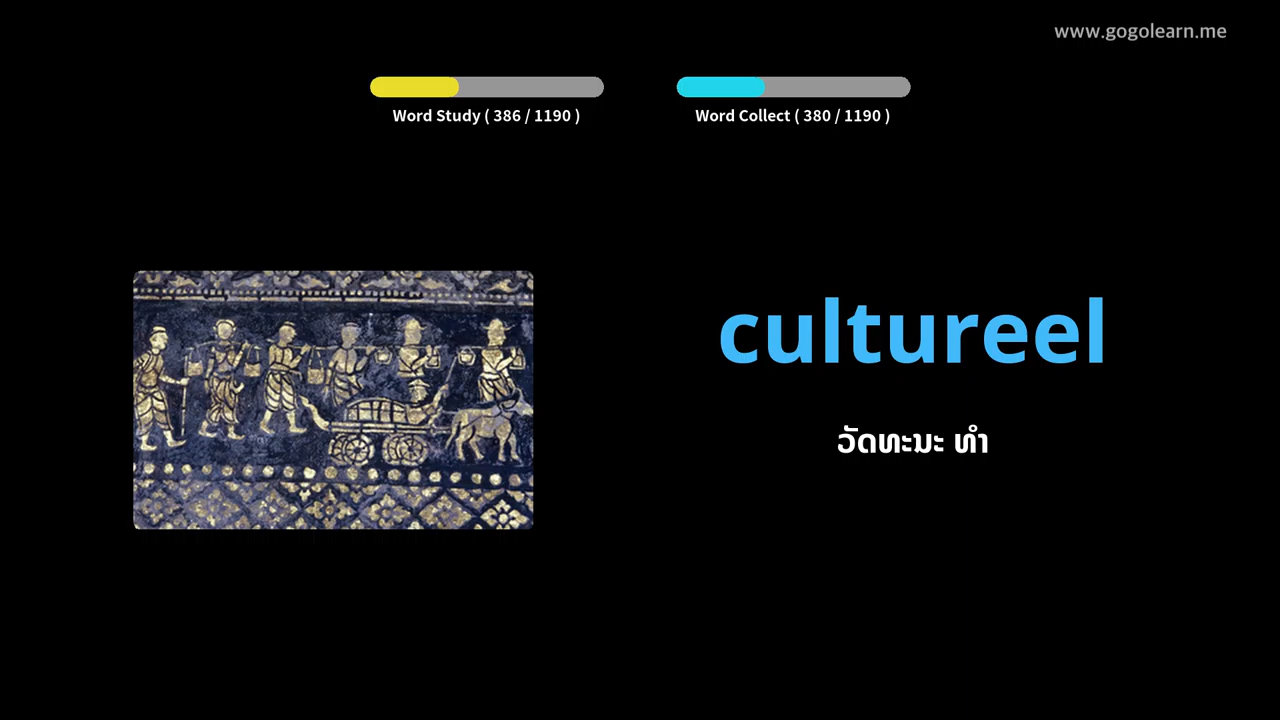 www.gogolearn.me
Word Study ( 386 / 1190 )
Word Collect ( 380 / 1190 )
cultureel
ວັດທະນະ ທຳ